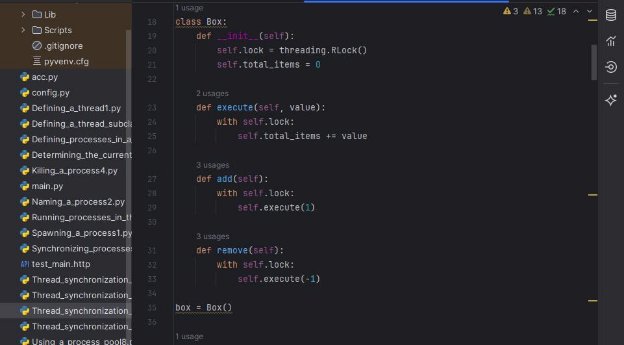 Lib
Scripts
.gitignore
pyvenv.cfg
acc.py
config.py
Defining_a_thread1.py
Defining_a_thread_subcla
Defining_processes_in_a
Determining_the_current
Killing_a_process4.py
main.py
Naming_a_process2.py
Running_processes_in_th
Spawning_a_process1.py
Synchronizing_processes
API test_main.http
Thread_synchronization_
Thread_synchronization_
Thread_synchronization_
Thread_synchronization_
Using_a_process_pool8.p
1 usage
3 13 18
18 class Box:
19 def __init__(self):
20 self.lock = threading.RLock()
21 self.total_items = 0
22
2 usages
23 def execute(self, value):
24 with self.lock:
25 self.total_items += value
26
3 usages
27 def add(self):
28 with self.lock:
29 self.execute(1)
30
3 usages
31 def remove(self):
32 with self.lock:
33 self.execute(-1)
34
35 box = Box()
36
1 usage